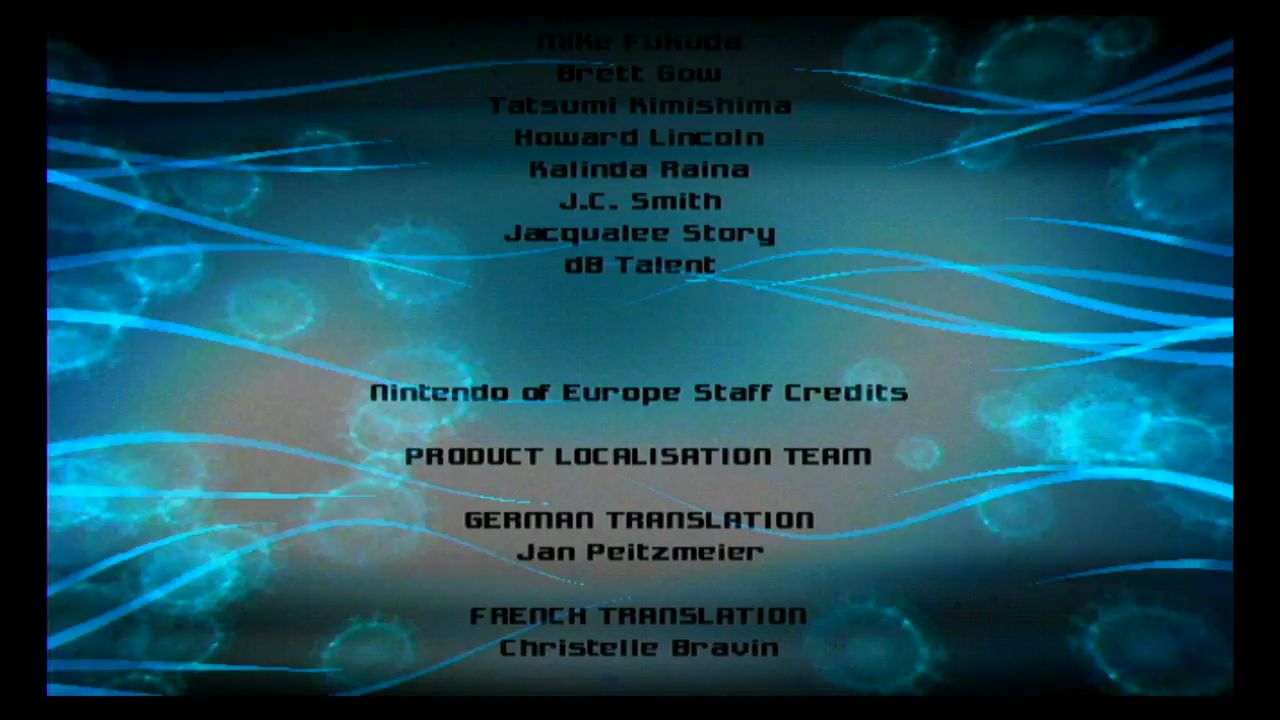 Mike Fukuda
Brett Gow
Tatsumi Kimishima
Howard Lincoln
Kalinda Raina
J.C. Smith
Jacqualee Story
dB Talent
Nintendo of Europe Staff Credits
PRODUCT LOCALISATION TEAM
GERMAN TRANSLATION
Jan Peitzmeier
FRENCH TRANSLATION
Christelle Bravin